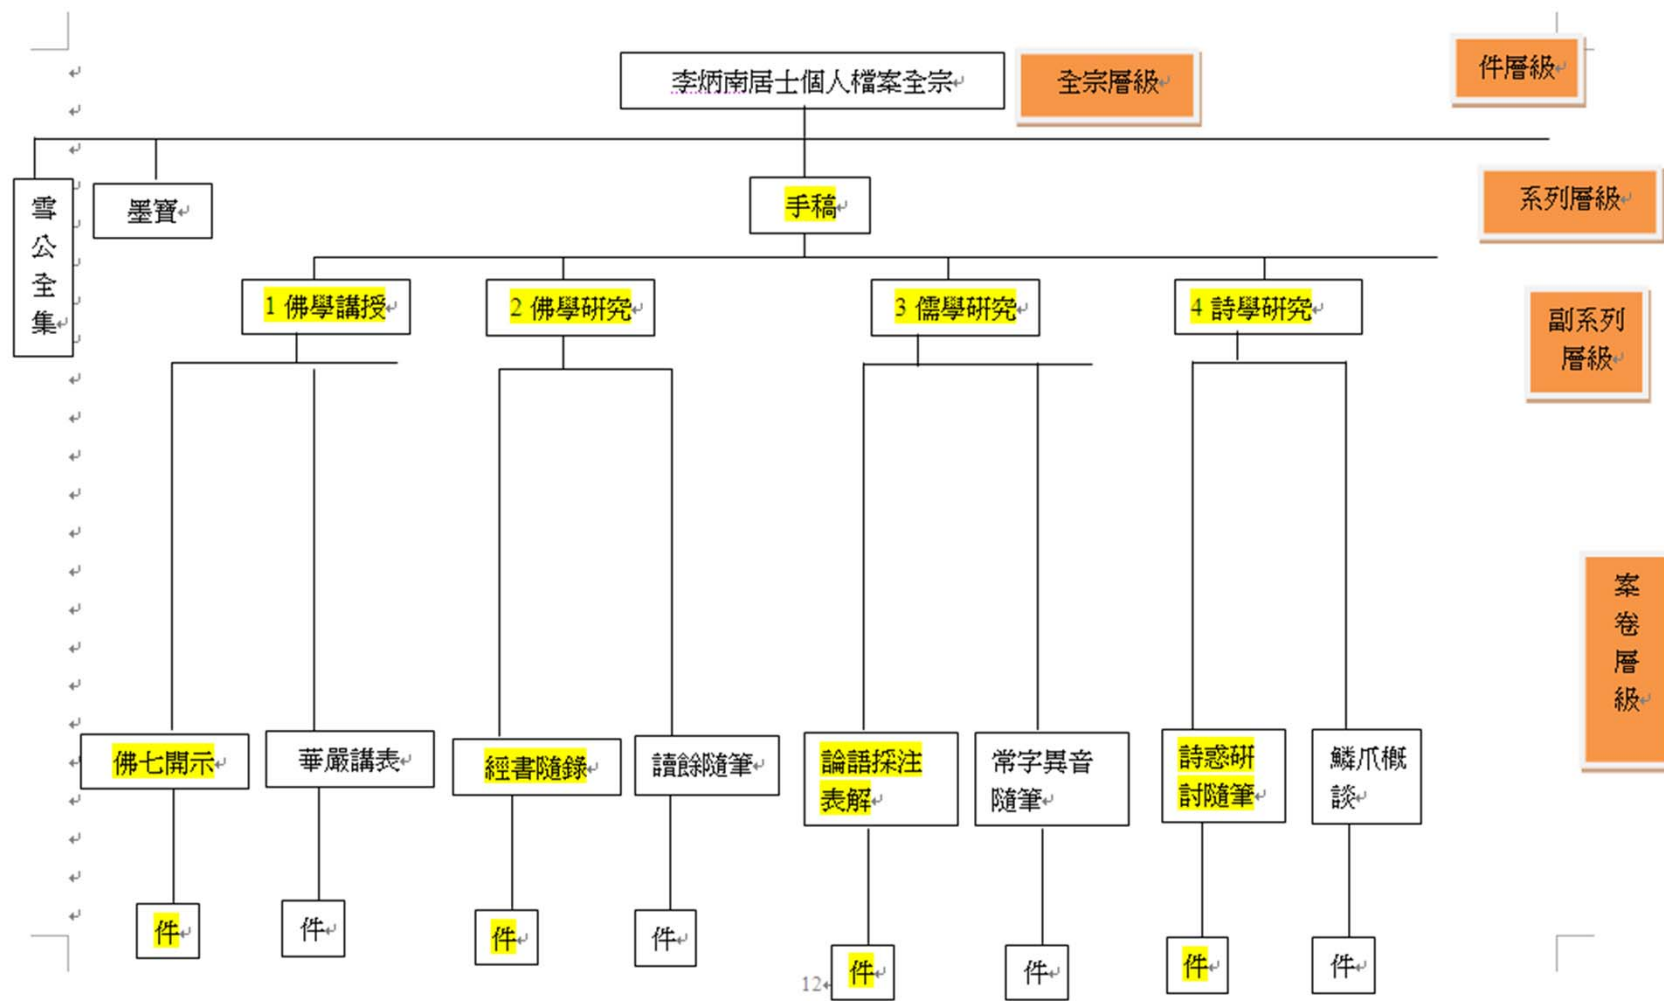 李炳南居士個人檔案全宗
全宗層級
件層級
雪公全集
墨寶
手稿
系列層級
1 佛學講授
2 佛學研究
3 儒學研究
4 詩學研究
副系列
層級
案卷層級
佛七開示
華嚴講表
經書隨錄
讀餘隨筆
論語採注
表解
常字異音
隨筆
詩惑研
討隨筆
鱗爪概
談
件
件
件
件
件
件
件
件
12